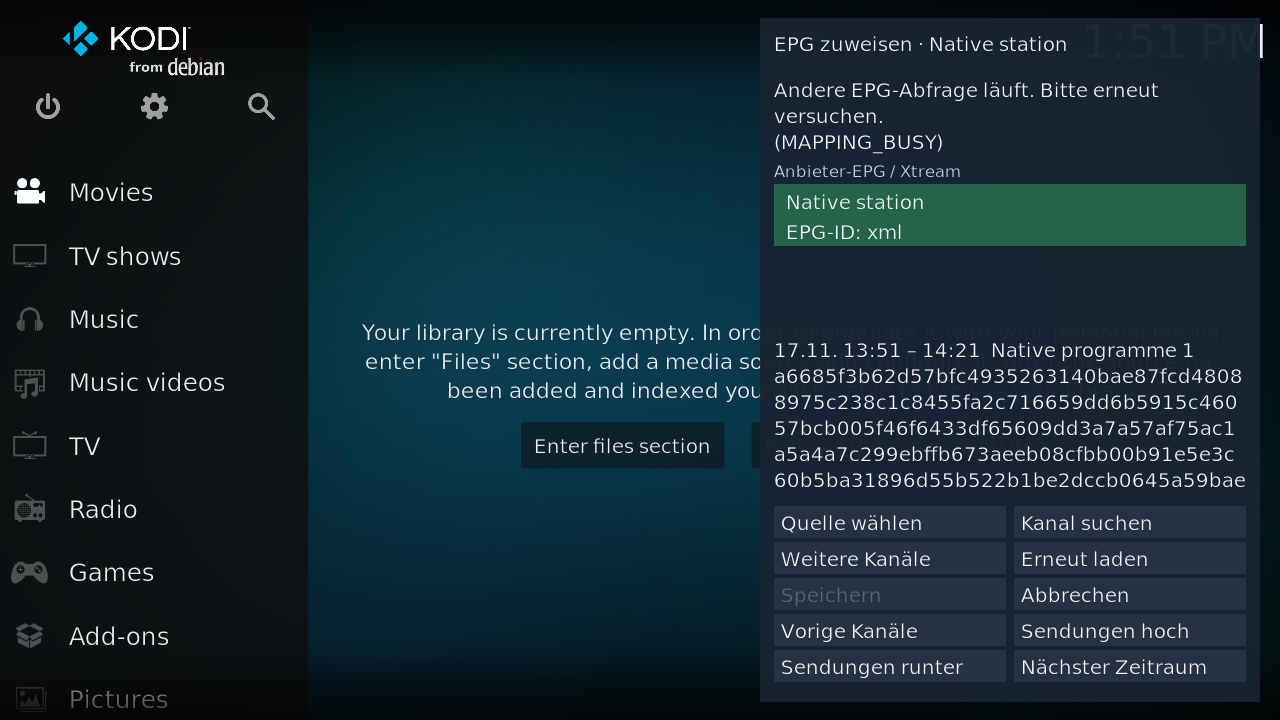 KODI
from debian
Movies
TV shows
Music
Music videos
TV
Radio
Games
Add-ons
Pictures
Your library is currently empty. In order to populate it with your personal media,
enter "Files" section, add a media so
been added and indexed you
Enter files section
1:51 PM
EPG zuweisen · Native station
Andere EPG-Abfrage läuft. Bitte erneut
versuchen.
(MAPPING_BUSY)
Anbieter-EPG / Xtream
Native station
EPG-ID: xml
17.11. 13:51 – 14:21  Native programme 1
a6685f3b62d57bfc4935263140bae87fcd4808
8975c238c1c8455fa2c716659dd6b5915c460
57bcb005f46f6433df65609dd3a7a57af75ac1
a5a4a7c299ebffb673aeeb08cfbb00b91e5e3c
60b5ba31896d55b522b1be2dccb0645a59bae
Quelle wählen
Kanal suchen
Weitere Kanäle
Erneut laden
Speichern
Abbrechen
Vorige Kanäle
Sendungen hoch
Sendungen runter
Nächster Zeitraum